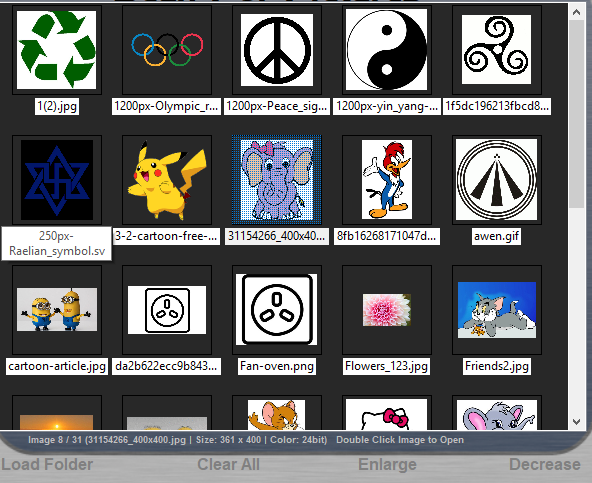 1(2).jpg
1200px-Olympic_r...
1200px-Peace_sig...
1200px-yin_yang-...
1f5dc196213fbcd8...
250px-
Raelian_symbol.sv
3-2-cartoon-free-...
31154266_400x40...
8fb16268171047d...
awen.gif
cartoon-article.jpg
da2b622ecc9b843...
Fan-oven.png
Flowers_123.jpg
Friends2.jpg
Image 8 / 31 (31154266_400x400.jpg | Size: 361 x 400 | Color: 24bit) Double Click Image to Open
Load Folder
Clear All
Enlarge
Decrease